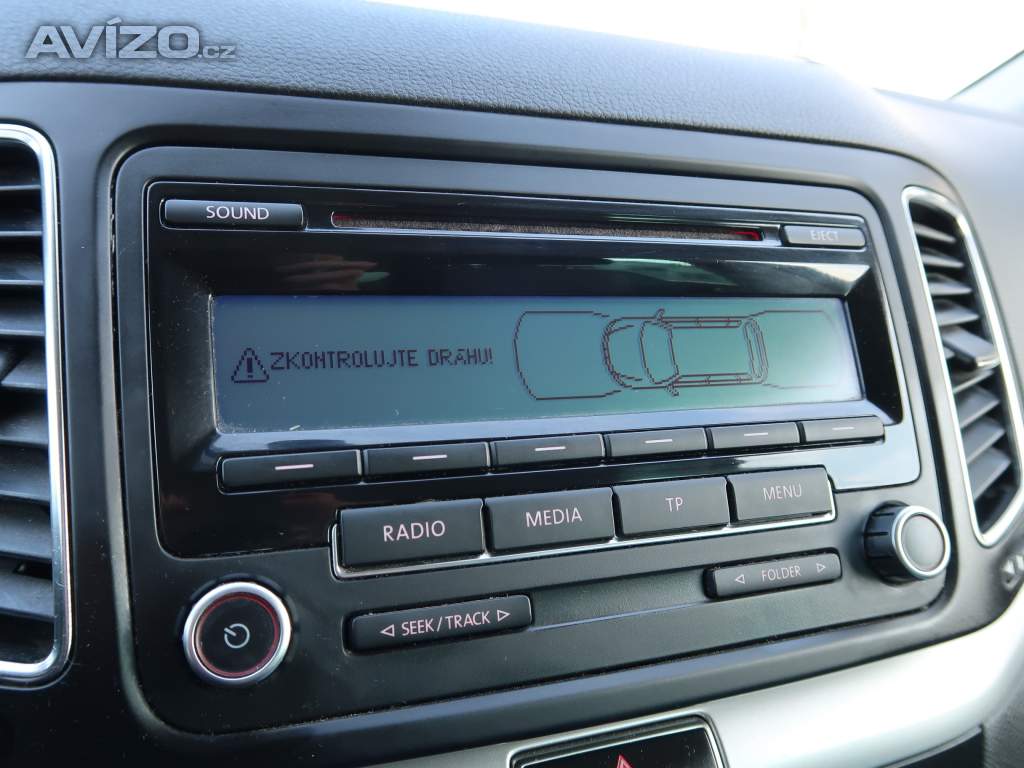 AVÍZO.cz
SOUND
EJECT
ZKONTROLUJTE DRÁHU!
RADIO
MEDIA
TP
MENU
FOLDER
SEEK / TRACK